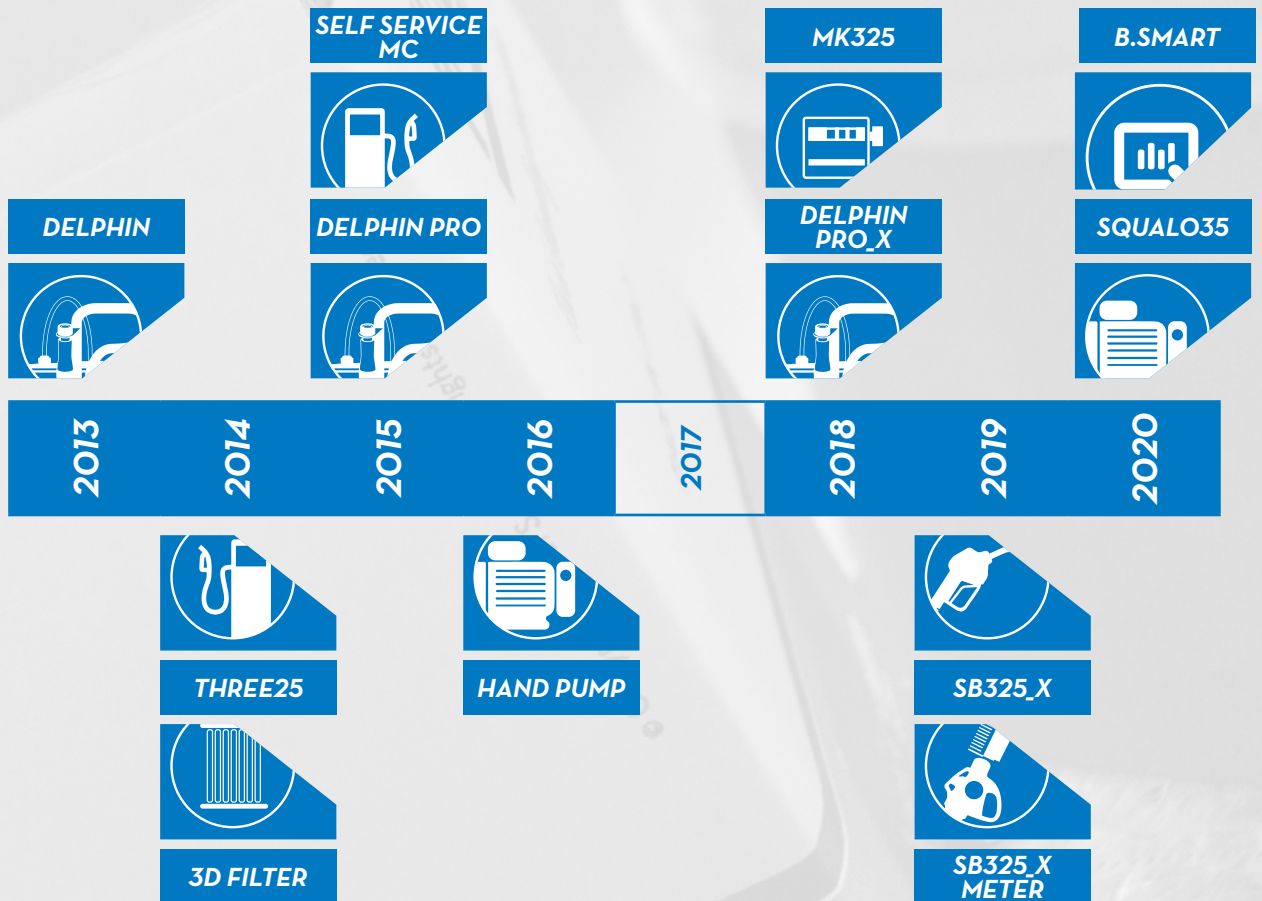 SELF SERVICE
MC
MK325
B.SMART
DELPHIN
DELPHIN PRO
DELPHIN
PRO_X
SQUALO35
2013
2014
2015
2016
2017
2018
2019
2020
THREE25
HAND PUMP
SB325_X
3D FILTER
SB325_X
METER